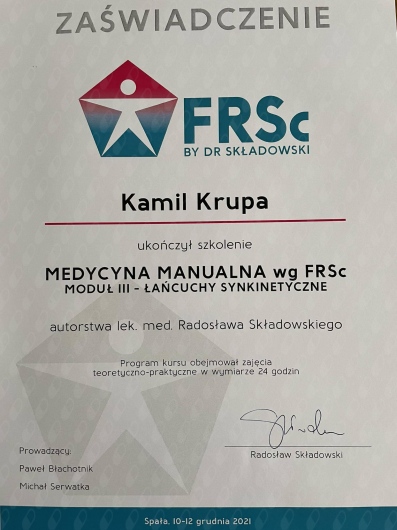 ZAŚWIADCZENIE
FRSc
BY DR SKŁADOWSKI
Kamil Krupa
ukończył szkolenie
MEDYCYNA MANUALNA wg FRSc
MODUŁ III - ŁAŃCUCHY SYNKINETYCZNE
autorstwa lek. med. Radosława Składowskiego
Program kursu obejmował zajęcia
teoretyczno-praktyczne w wymiarze 24 godzin
Radosław Składowski
Prowadzący:
Paweł Błachotnik
Michał Serwatka
Spała, 10-12 grudnia 2021